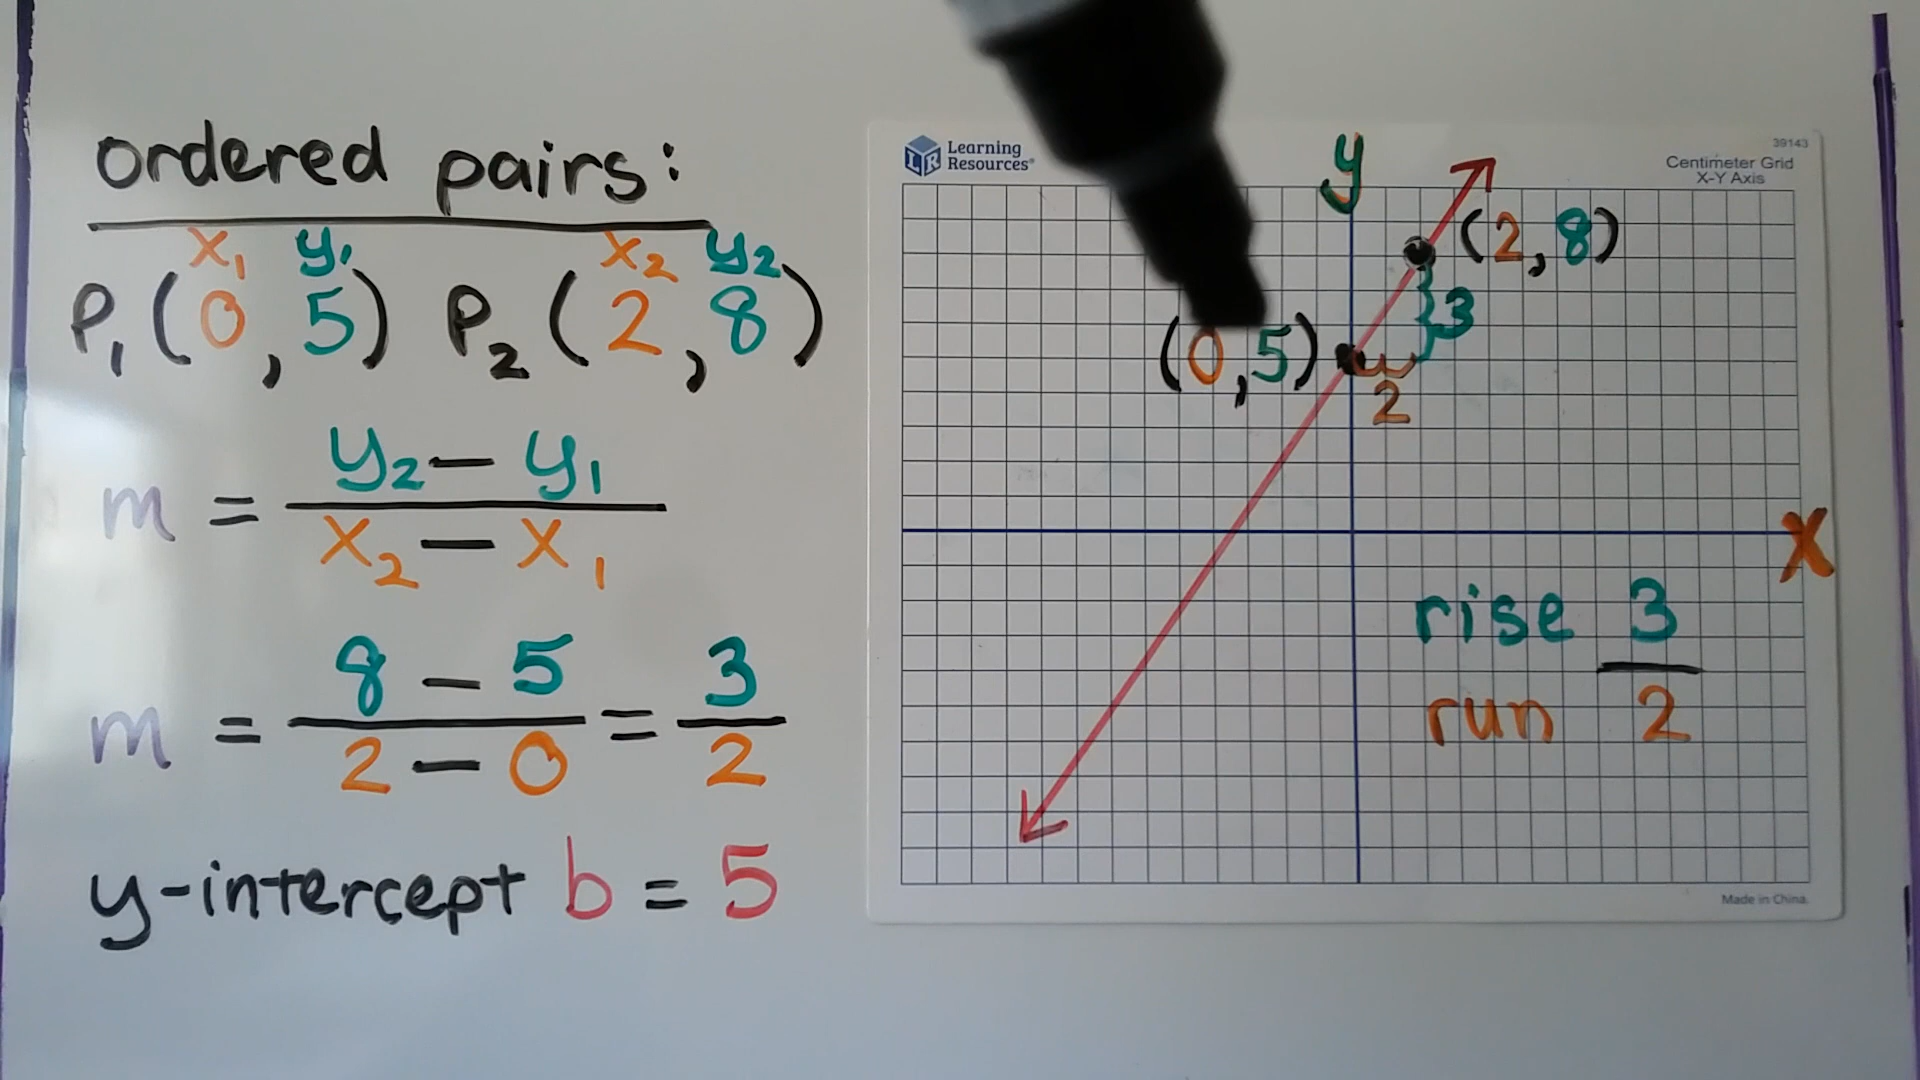 ordered pairs:
x₁ y₁ x₂ y₂
P₁ (0, 5) P₂ (2, 8)
m = y₂ - y₁
x₂ - x₁
m = 8 - 5 = 3
2 - 0 2
y-intercept b = 5
Learning Resources®
39143
Centimeter Grid
X-Y Axis
y
(2, 8)
3
(0, 5)
2
x
rise 3
run 2
Made in China.